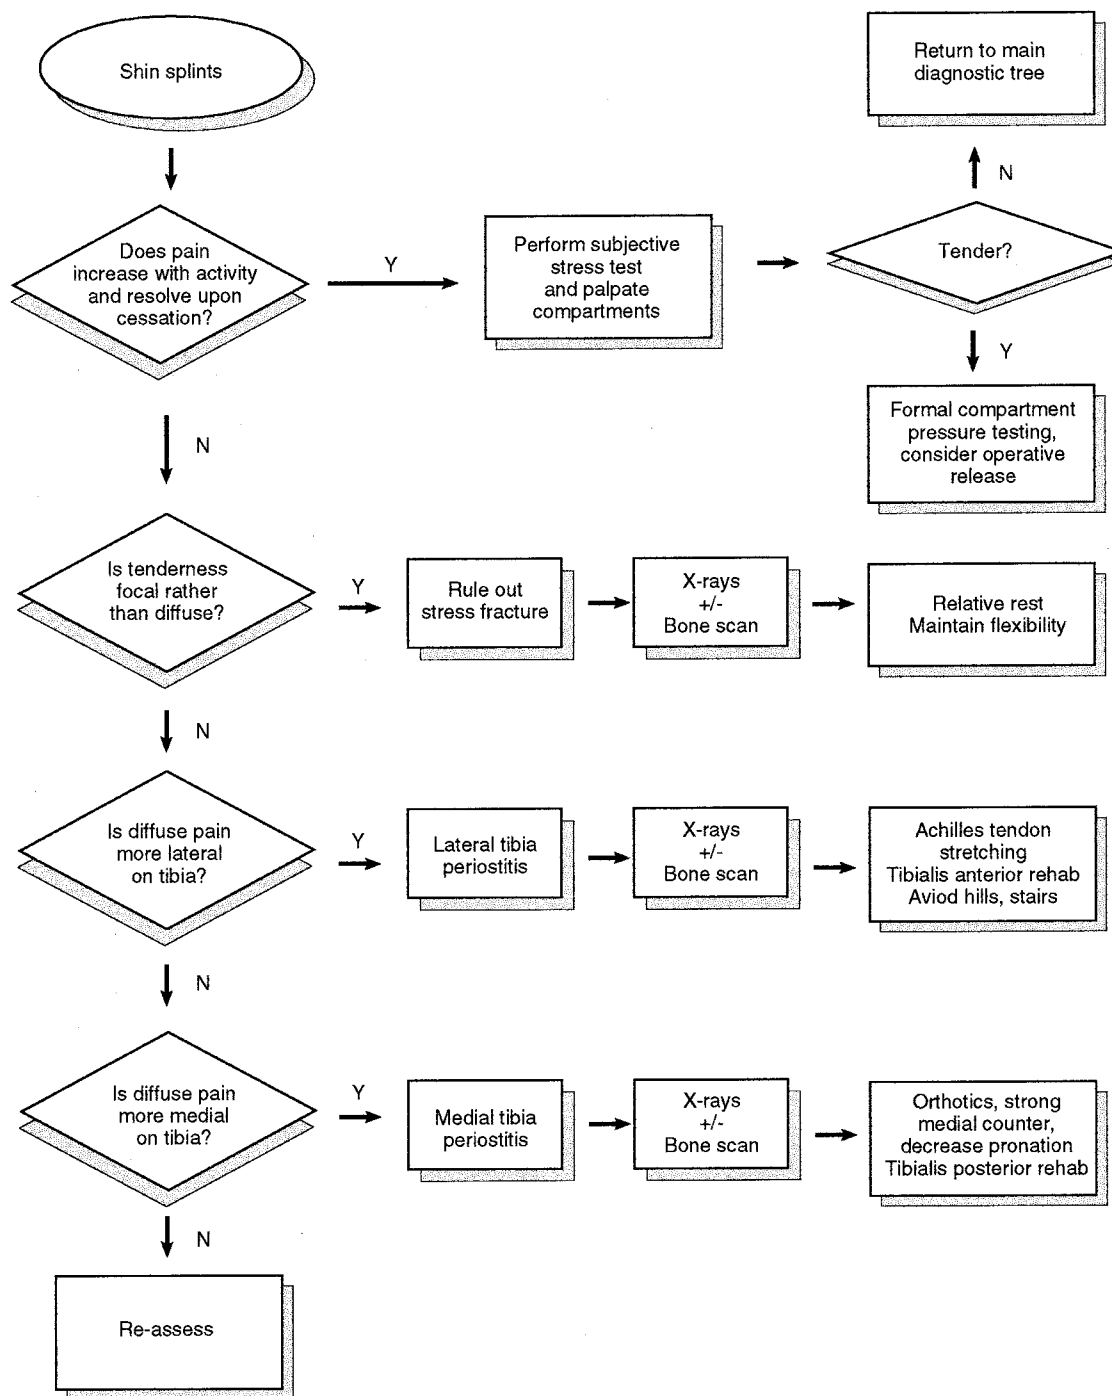 Shin splints
Return to main
diagnostic tree
N
Does pain
increase with activity
and resolve upon
cessation?
Y
Perform subjective
stress test
and palpate
compartments
Tender?
Y
Formal compartment
pressure testing,
consider operative
release
N
Is tenderness
focal rather
than diffuse?
Y
Rule out
stress fracture
X-rays
+/-
Bone scan
Relative rest
Maintain flexibility
N
Is diffuse pain
more lateral
on tibia?
Y
Lateral tibia
periostitis
X-rays
+/-
Bone scan
Achilles tendon
stretching
Tibialis anterior rehab
Aviod hills, stairs
N
Is diffuse pain
more medial
on tibia?
Y
Medial tibia
periostitis
X-rays
+/-
Bone scan
Orthotics, strong
medial counter,
decrease pronation
Tibialis posterior rehab
N
Re-assess